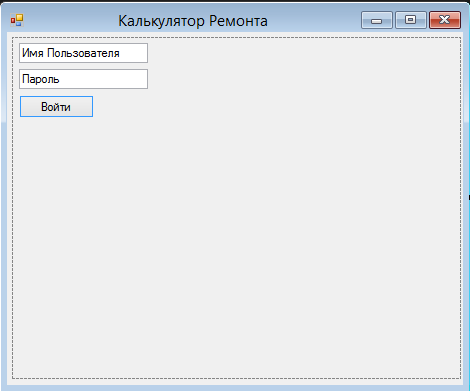 Калькулятор Ремонта
Имя Пользователя
Пароль
Войти